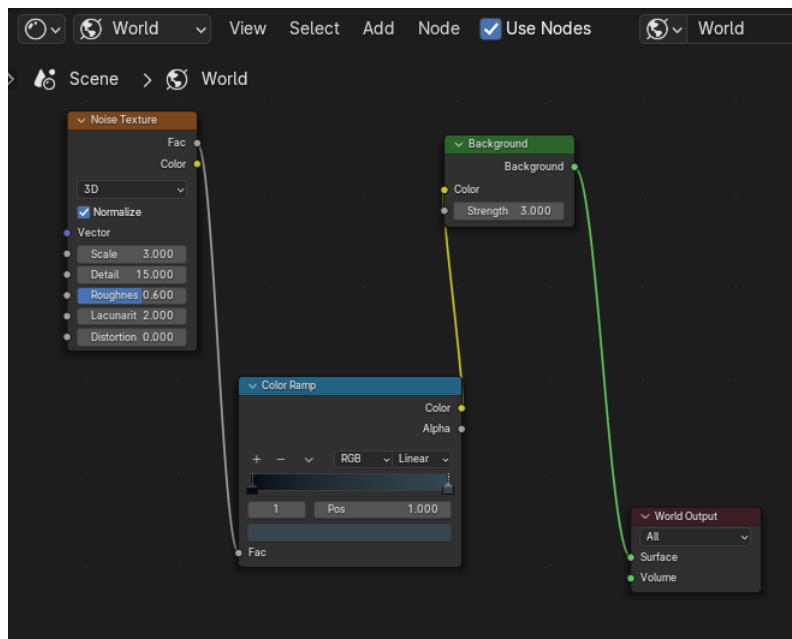 World View Select Add Node Use Nodes World
Scene > World
Noise Texture
Fac
Color
3D
Normalize
Vector
Scale 3.000
Detail 15.000
Roughnes 0.600
Lacunarit 2.000
Distortion 0.000
Background
Background
Color
Strength 3.000
Color Ramp
Color
Alpha
+ − RGB Linear
1 Pos 1.000
Fac
World Output
All
Surface
Volume